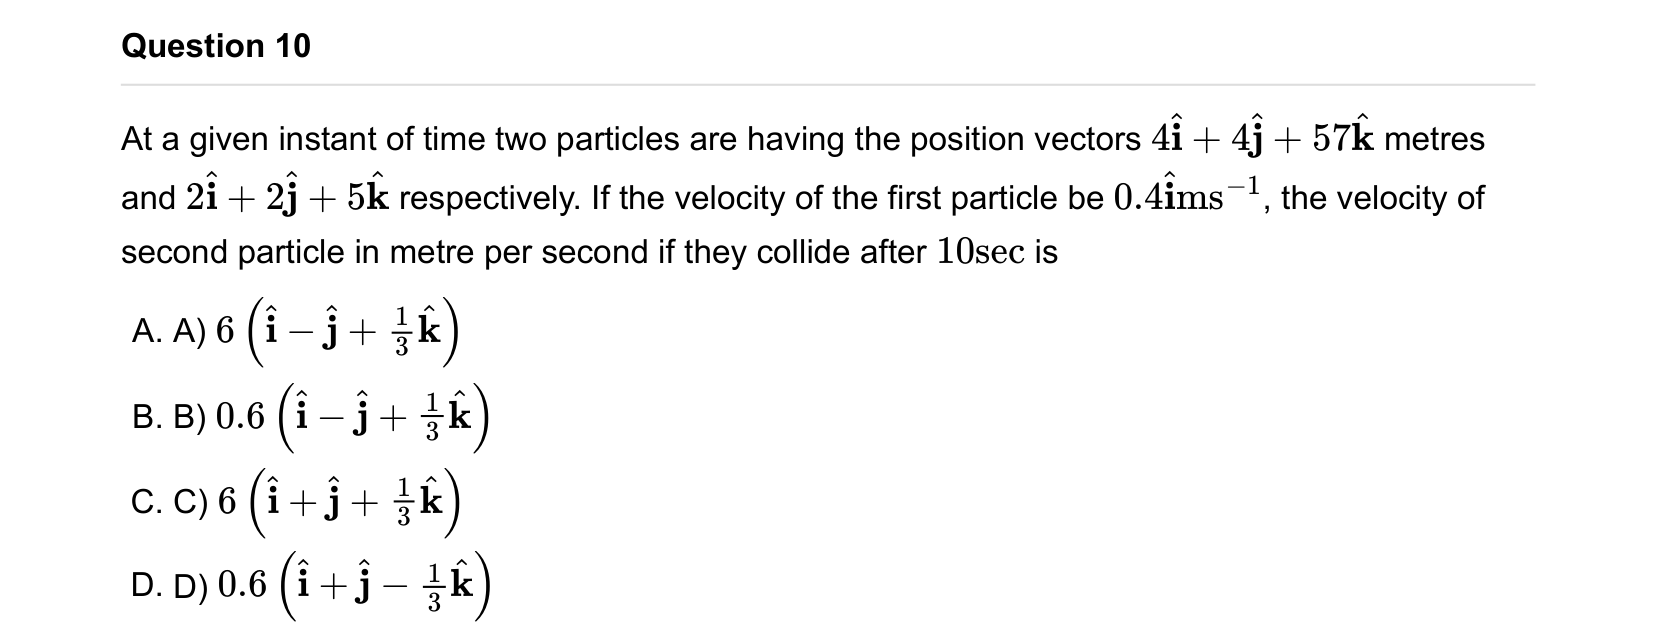 Question 10
At a given instant of time two particles are having the position vectors $4\hat{\mathbf{i}} + 4\hat{\mathbf{j}} + 57\hat{\mathbf{k}}$ metres
and $2\hat{\mathbf{i}} + 2\hat{\mathbf{j}} + 5\hat{\mathbf{k}}$ respectively. If the velocity of the first particle be $0.4\hat{\mathbf{i}}\mathrm{ms}^{-1}$, the velocity of
second particle in metre per second if they collide after $10\mathrm{sec}$ is
A. A) $6\left(\hat{\mathbf{i}} - \hat{\mathbf{j}} + \frac{1}{3}\hat{\mathbf{k}}\right)$
B. B) $0.6\left(\hat{\mathbf{i}} - \hat{\mathbf{j}} + \frac{1}{3}\hat{\mathbf{k}}\right)$
C. C) $6\left(\hat{\mathbf{i}} + \hat{\mathbf{j}} + \frac{1}{3}\hat{\mathbf{k}}\right)$
D. D) $0.6\left(\hat{\mathbf{i}} + \hat{\mathbf{j}} - \frac{1}{3}\hat{\mathbf{k}}\right)$